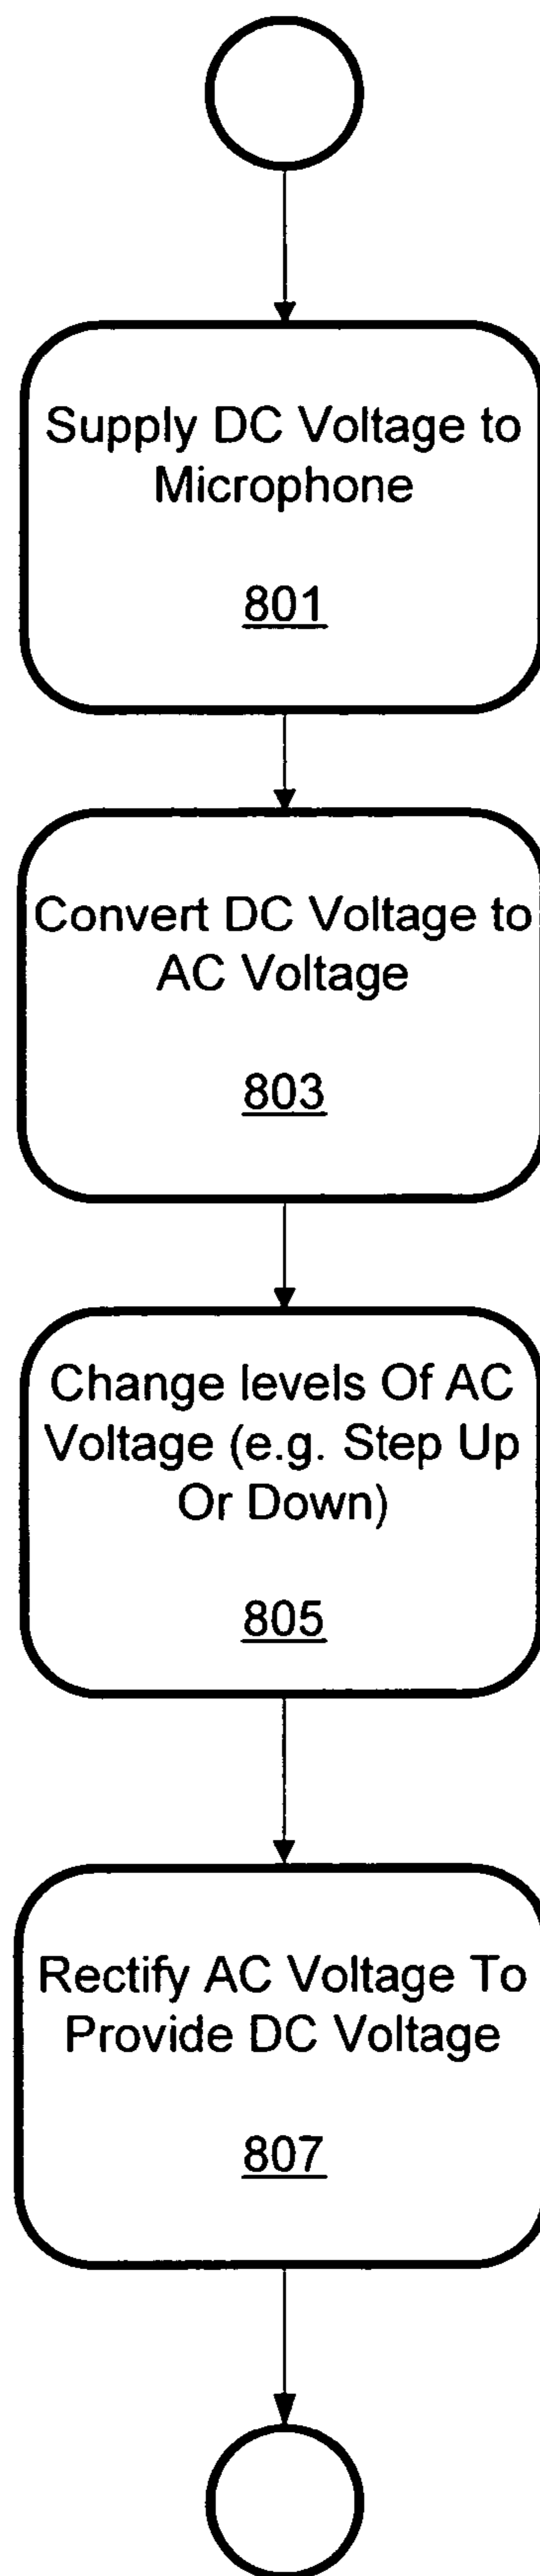 Supply DC Voltage to
Microphone
801
Convert DC Voltage to
AC Voltage
803
Change levels Of AC
Voltage (e.g. Step Up
Or Down)
805
Rectify AC Voltage To
Provide DC Voltage
807